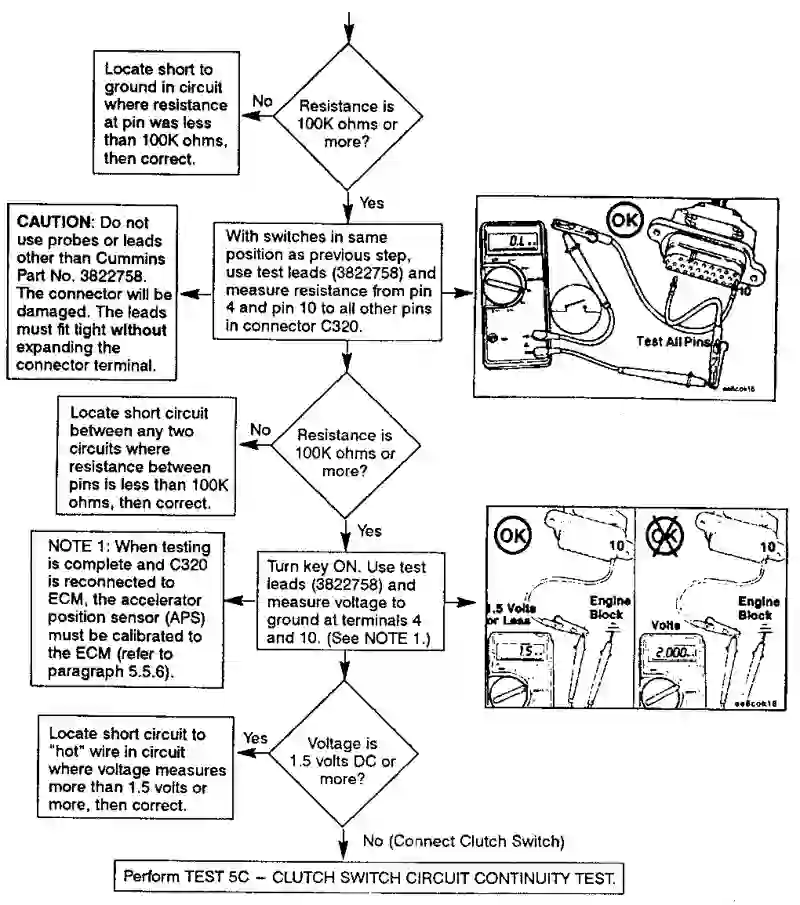 Locate short to
ground in circuit
where resistance
at pin was less
than 100K ohms,
then correct.
No
Resistance is
100K ohms or
more?
Yes
CAUTION: Do not
use probes or leads
other than Cummins
Part No. 3822758.
The connector will be
damaged. The leads
must fit tight without
expanding the
connector terminal.
With switches in same
position as previous step,
use test leads (3822758) and
measure resistance from pin
4 and pin 10 to all other pins
in connector C320.
OK
0.L
10
Test All Pins
ee8cok16
Locate short circuit
between any two
circuits where
resistance between
pins is less than 100K
ohms, then correct.
No
Resistance is
100K ohms or
more?
Yes
NOTE 1: When testing
is complete and C320
is reconnected to
ECM, the accelerator
position sensor (APS)
must be calibrated to
the ECM (refer to
paragraph 5.5.6).
Turn key ON. Use test
leads (3822758) and
measure voltage to
ground at terminals 4
and 10. (See NOTE 1.)
OK
10
1.5 Volts
or Less
Engine
Block
1.5
OK
10
Volts
Engine
Block
2.000
ee8cok18
Locate short circuit to
"hot" wire in circuit
where voltage measures
more than 1.5 volts or
more, then correct.
Yes
Voltage is
1.5 volts DC or
more?
No (Connect Clutch Switch)
Perform TEST 5C – CLUTCH SWITCH CIRCUIT CONTINUITY TEST.